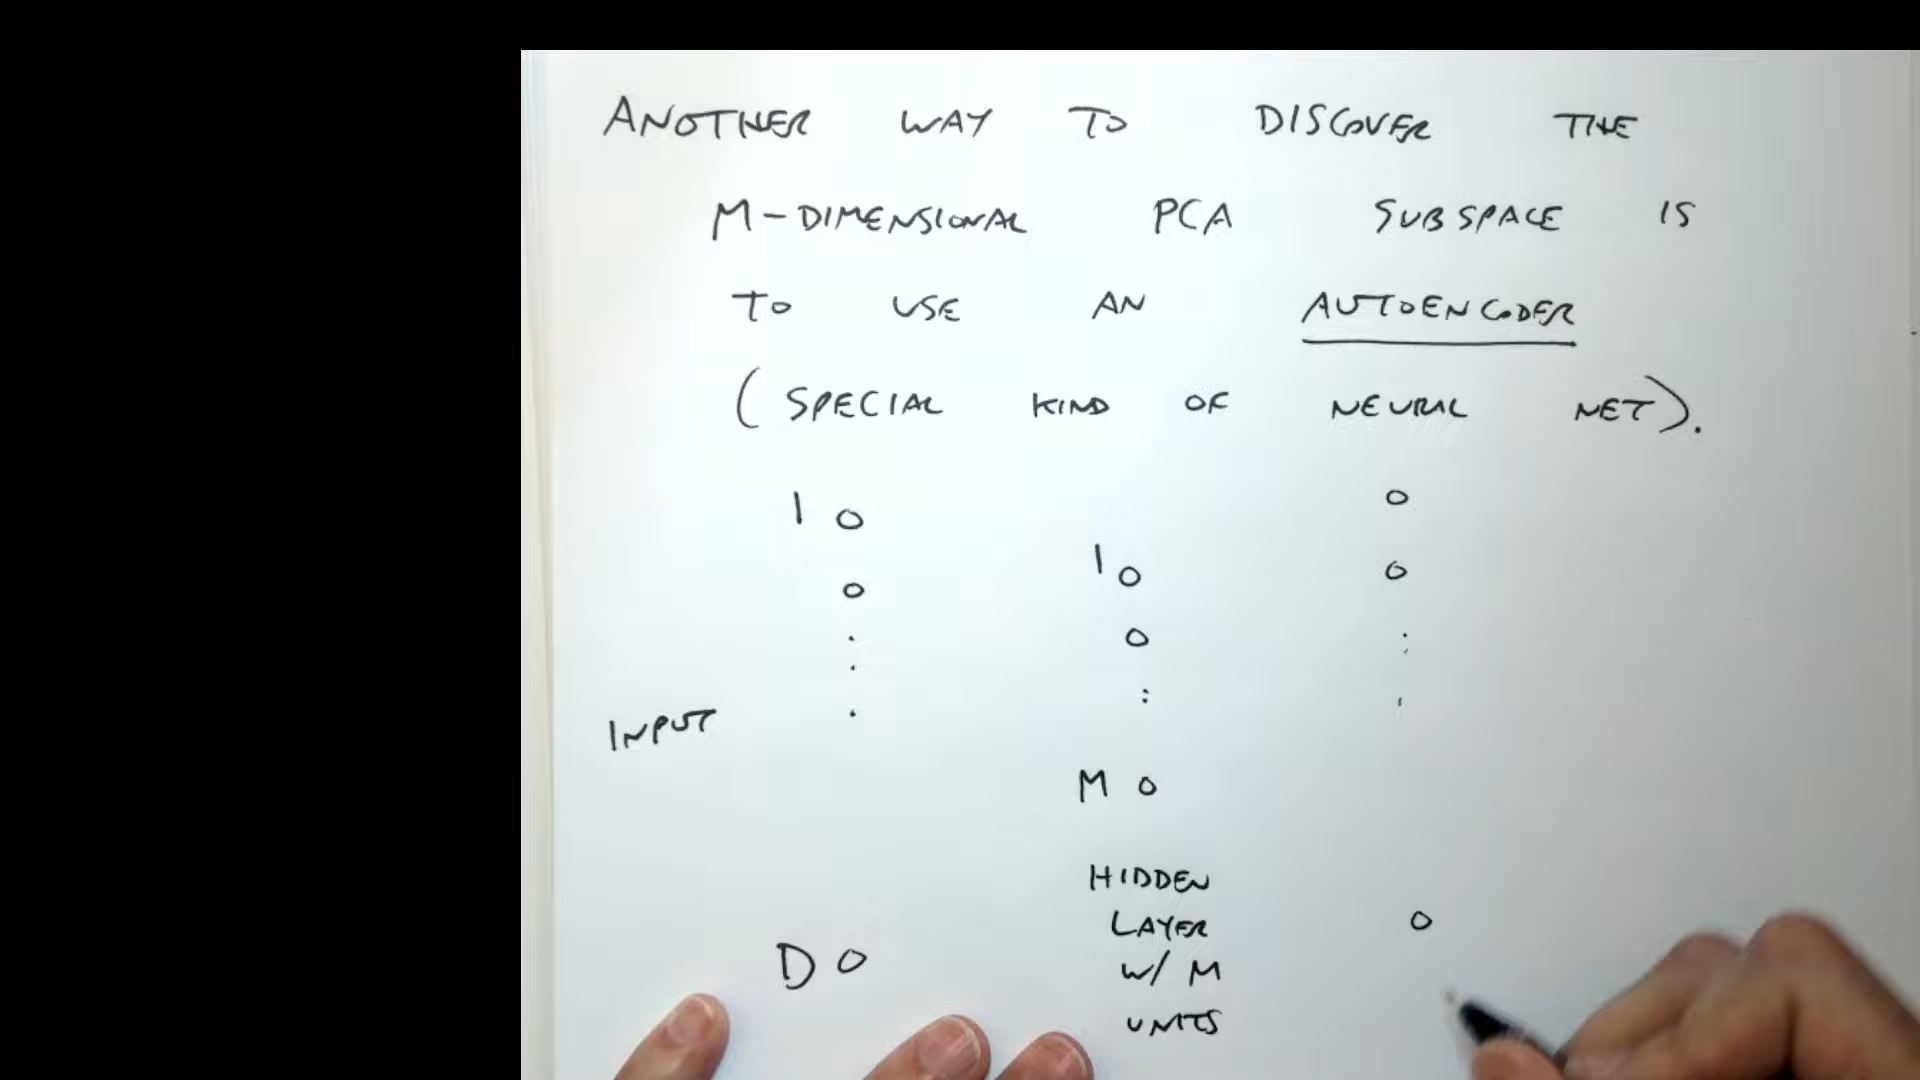 ANOTHER WAY TO DISCOVER THE
M-DIMENSIONAL PCA SUBSPACE IS
TO USE AN AUTOENCODER
(SPECIAL KIND OF NEURAL NET).
1
1
INPUT
M
HIDDEN
LAYER
D
W/ M
UNITS